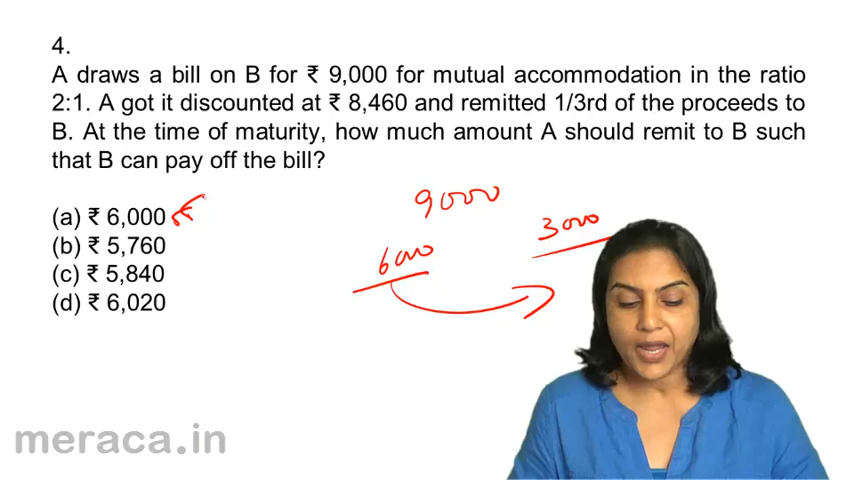 4.
A draws a bill on B for ₹ 9,000 for mutual accommodation in the ratio
2:1. A got it discounted at ₹ 8,460 and remitted 1/3rd of the proceeds to
B. At the time of maturity, how much amount A should remit to B such
that B can pay off the bill?
(a) ₹ 6,000
(b) ₹ 5,760
(c) ₹ 5,840
(d) ₹ 6,020
9000
3000
6000
meraca.in